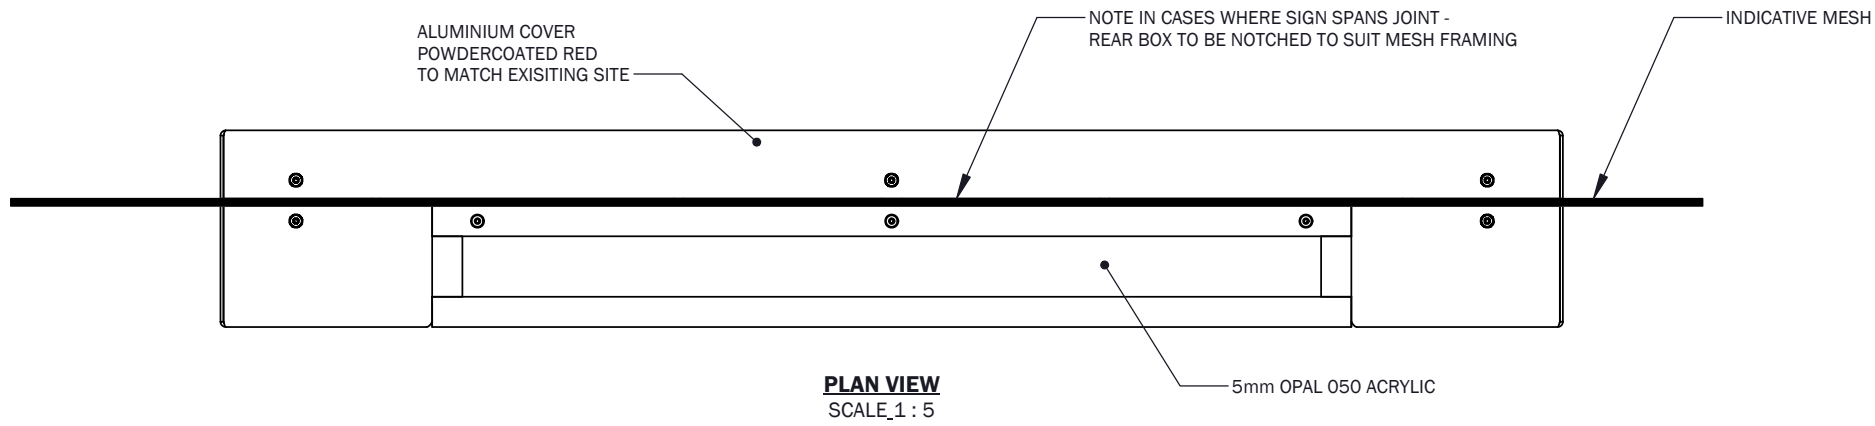 ALUMINIUM COVER
POWDERCOATED RED
TO MATCH EXISITING SITE
NOTE IN CASES WHERE SIGN SPANS JOINT -
REAR BOX TO BE NOTCHED TO SUIT MESH FRAMING
INDICATIVE MESH
5mm OPAL 050 ACRYLIC
PLAN VIEW
SCALE 1 : 5